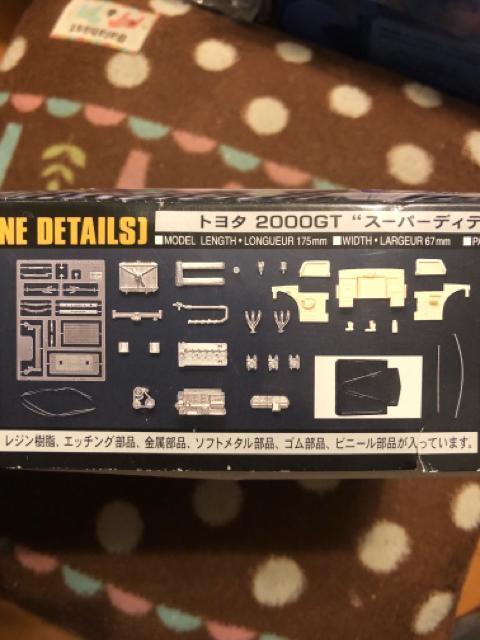 NE DETAILS)
トヨタ 2000GT “スーパーディテ
■MODEL LENGTH・LONGUEUR 175mm ■WIDTH・LARGEUR 67mm ■PA
レジン樹脂、エッチング部品、金属部品、ソフトメタル部品、ゴム部品、ビニール部品が入っています。